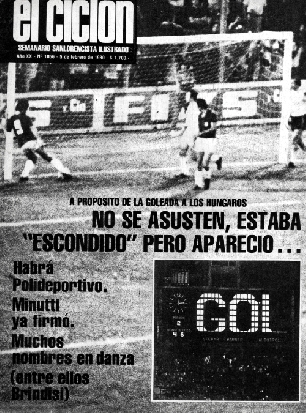 el ciclon
SEMANARIO SANLORENCISTA ILUSTRADO
A PROPOSITO DE LA GOLEADA A LOS HUNGAROS
NO SE ASUSTEN, ESTABA
"ESCONDIDO" PERO APARECIO...
Habrá
Polideportivo.
Minutti
ya firmo.
Muchos
nombres en danza
(entre ellos
Brindisi)
GOL